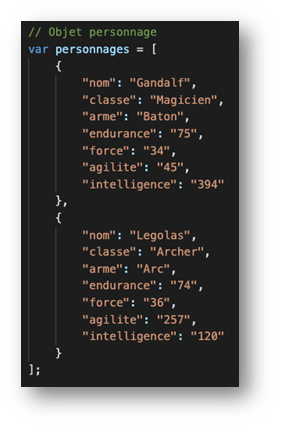 // Objet personnage
var personnages = [
{
"nom": "Gandalf",
"classe": "Magicien",
"arme": "Baton",
"endurance": "75",
"force": "34",
"agilite": "45",
"intelligence": "394"
},
{
"nom": "Legolas",
"classe": "Archer",
"arme": "Arc",
"endurance": "74",
"force": "36",
"agilite": "257",
"intelligence": "120"
}
];